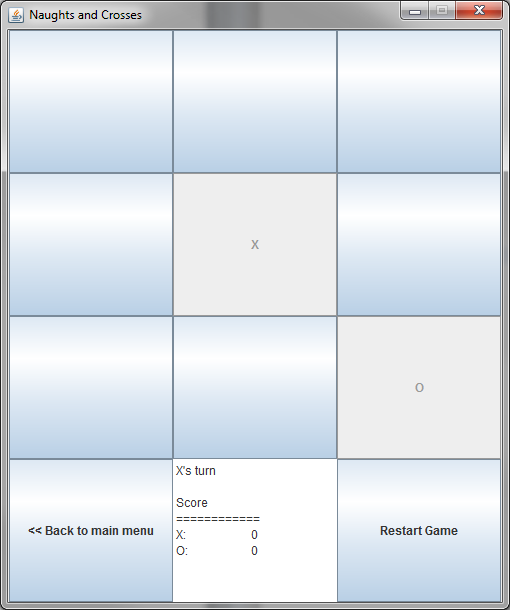 Naughts and Crosses
X
O
<< Back to main menu
X's turn
Score
============
X: 0
O: 0
Restart Game